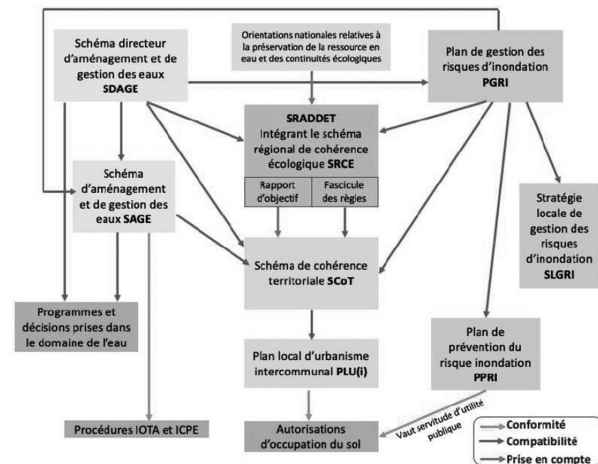 Schéma directeur
d'aménagement et de
gestion des eaux
SDAGE
Orientations nationales relatives à
la préservation de la ressource en
eau et des continuités écologiques
Plan de gestion des
risques d'inondation
PGRI
SRADDET
Intégrant le schéma
régional de cohérence
écologique SRCE
Rapport
d'objectif
Fascicule
des règles
Schéma
d'aménagement
et de gestion des
eaux SAGE
Stratégie
locale de
gestion des
risques
d'inondation
SLGRI
Schéma de cohérence
territoriale SCoT
Programmes et
décisions prises dans
le domaine de l'eau
Plan local d'urbanisme
intercommunal PLU(i)
Plan de
prévention du
risque inondation
PPRI
Procédures IOTA et ICPE
Autorisations
d'occupation du sol
Vaut servitude d'utilité
publique
Conformité
Compatibilité
Prise en compte